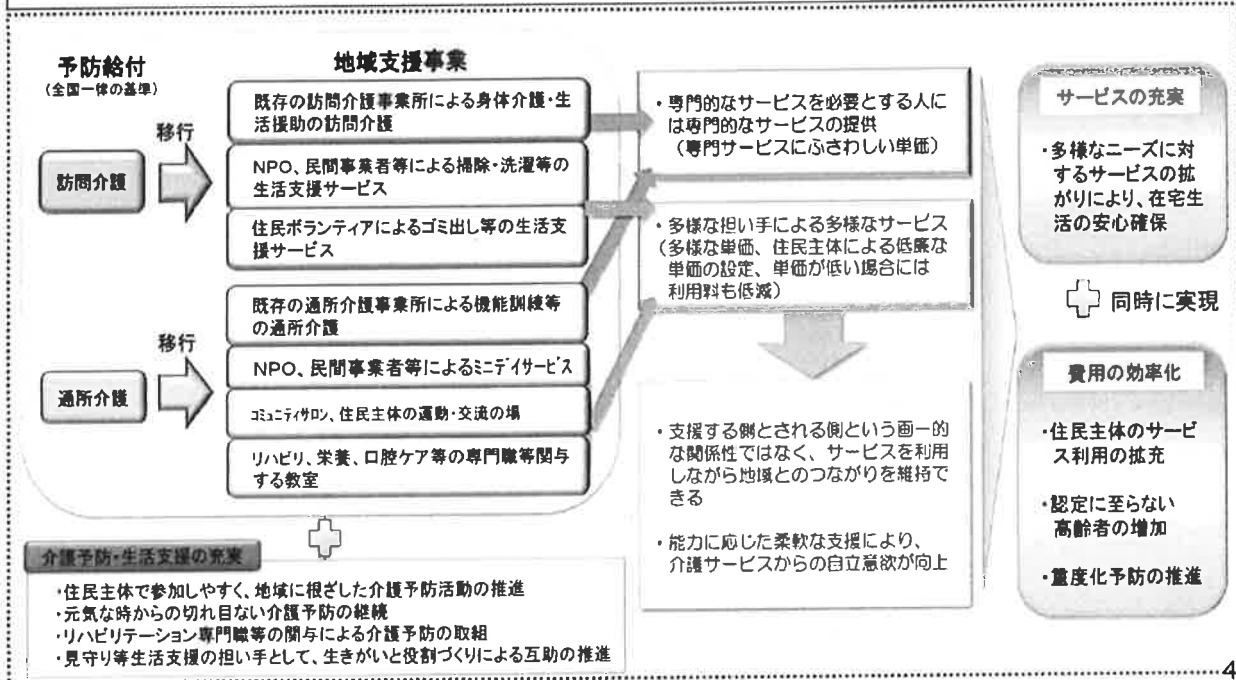 予防給付
(全国一律の基準)
地域支援事業
移行
訪問介護
既存の訪問介護事業所による身体介護・生
活援助の訪問介護
NPO、民間事業者等による掃除・洗濯等の
生活支援サービス
住民ボランティアによるゴミ出し等の生活支
援サービス
移行
通所介護
既存の通所介護事業所による機能訓練等
の通所介護
NPO、民間事業者等によるミニデイサービス
コミュニティサロン、住民主体の運動・交流の場
リハビリ、栄養、口腔ケア等の専門職等関与
する教室
介護予防・生活支援の充実
・住民主体で参加しやすく、地域に根ざした介護予防活動の推進
・元気な時からの切れ目ない介護予防の継続
・リハビリテーション専門職等の関与による介護予防の取組
・見守り等生活支援の担い手として、生きがいと役割づくりによる互助の推進
・専門的なサービスを必要とする人に
は専門的なサービスの提供
(専門サービスにふさわしい単価)
・多様な担い手による多様なサービス
(多様な単価、住民主体による低廉な
単価の設定、単価が低い場合には
利用料も低減)
・支援する側とされる側という画一的
な関係性ではなく、サービスを利用
しながら地域とのつながりを維持で
きる
・能力に応じた柔軟な支援により、
介護サービスからの自立意欲が向上
サービスの充実
・多様なニーズに対
するサービスの拡
がりにより、在宅生
活の安心確保
同時に実現
費用の効率化
・住民主体のサービ
ス利用の拡充
・認定に至らない
高齢者の増加
・重度化予防の推進
4